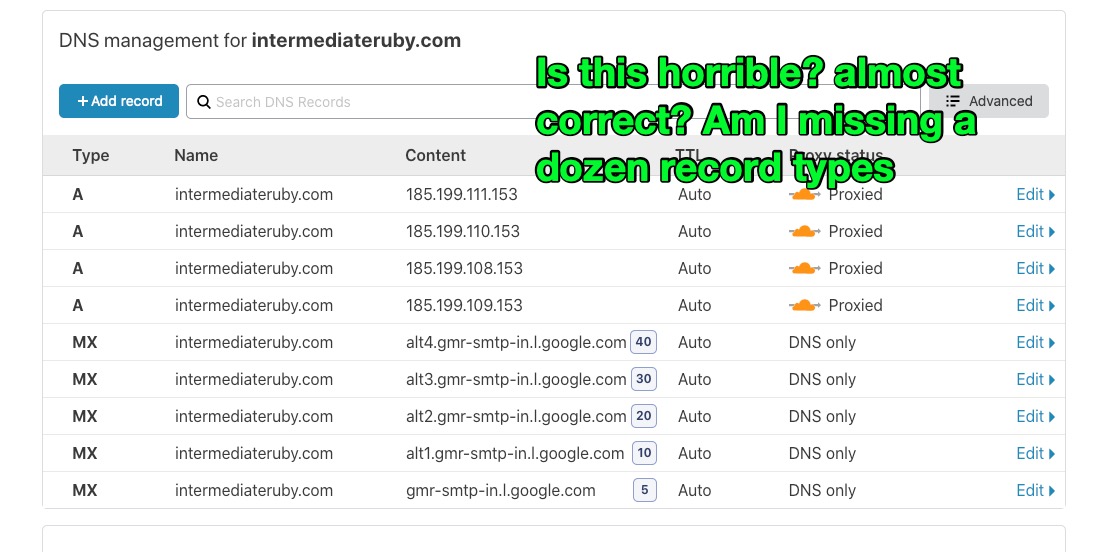 DNS management for intermediateruby.com
Is this horrible? almost
correct? Am I missing a
dozen record types
+ Add record
Search DNS Records
Advanced
Type Name Content TTL Proxy status
A intermediateruby.com 185.199.111.153 Auto Proxied Edit
A intermediateruby.com 185.199.110.153 Auto Proxied Edit
A intermediateruby.com 185.199.108.153 Auto Proxied Edit
A intermediateruby.com 185.199.109.153 Auto Proxied Edit
MX intermediateruby.com alt4.gmr-smtp-in.l.google.com 40 Auto DNS only Edit
MX intermediateruby.com alt3.gmr-smtp-in.l.google.com 30 Auto DNS only Edit
MX intermediateruby.com alt2.gmr-smtp-in.l.google.com 20 Auto DNS only Edit
MX intermediateruby.com alt1.gmr-smtp-in.l.google.com 10 Auto DNS only Edit
MX intermediateruby.com gmr-smtp-in.l.google.com 5 Auto DNS only Edit